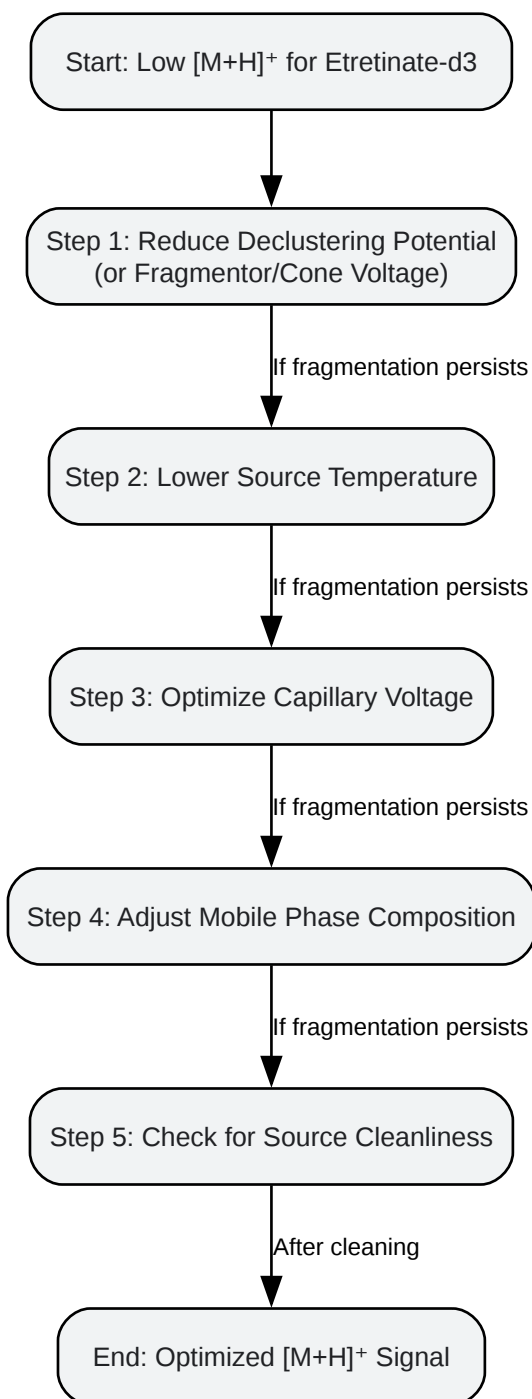 Start: Low [M+H]⁺ for Etretinate-d3
Step 1: Reduce Declustering Potential
(or Fragmentor/Cone Voltage)
If fragmentation persists
Step 2: Lower Source Temperature
If fragmentation persists
Step 3: Optimize Capillary Voltage
If fragmentation persists
Step 4: Adjust Mobile Phase Composition
If fragmentation persists
Step 5: Check for Source Cleanliness
After cleaning
End: Optimized [M+H]⁺ Signal